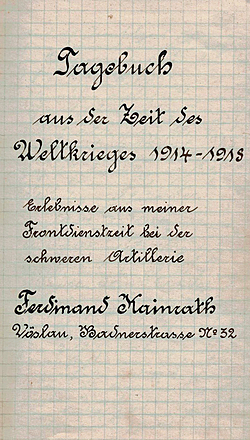 Tagebuch
aus der Zeit des
Weltkrieges 1914-1918
Erlebnisse aus meiner
Frontdienstzeit bei der
schweren Artillerie
Ferdinand Kainrath
Vöslau, Badnerstrasse No 32